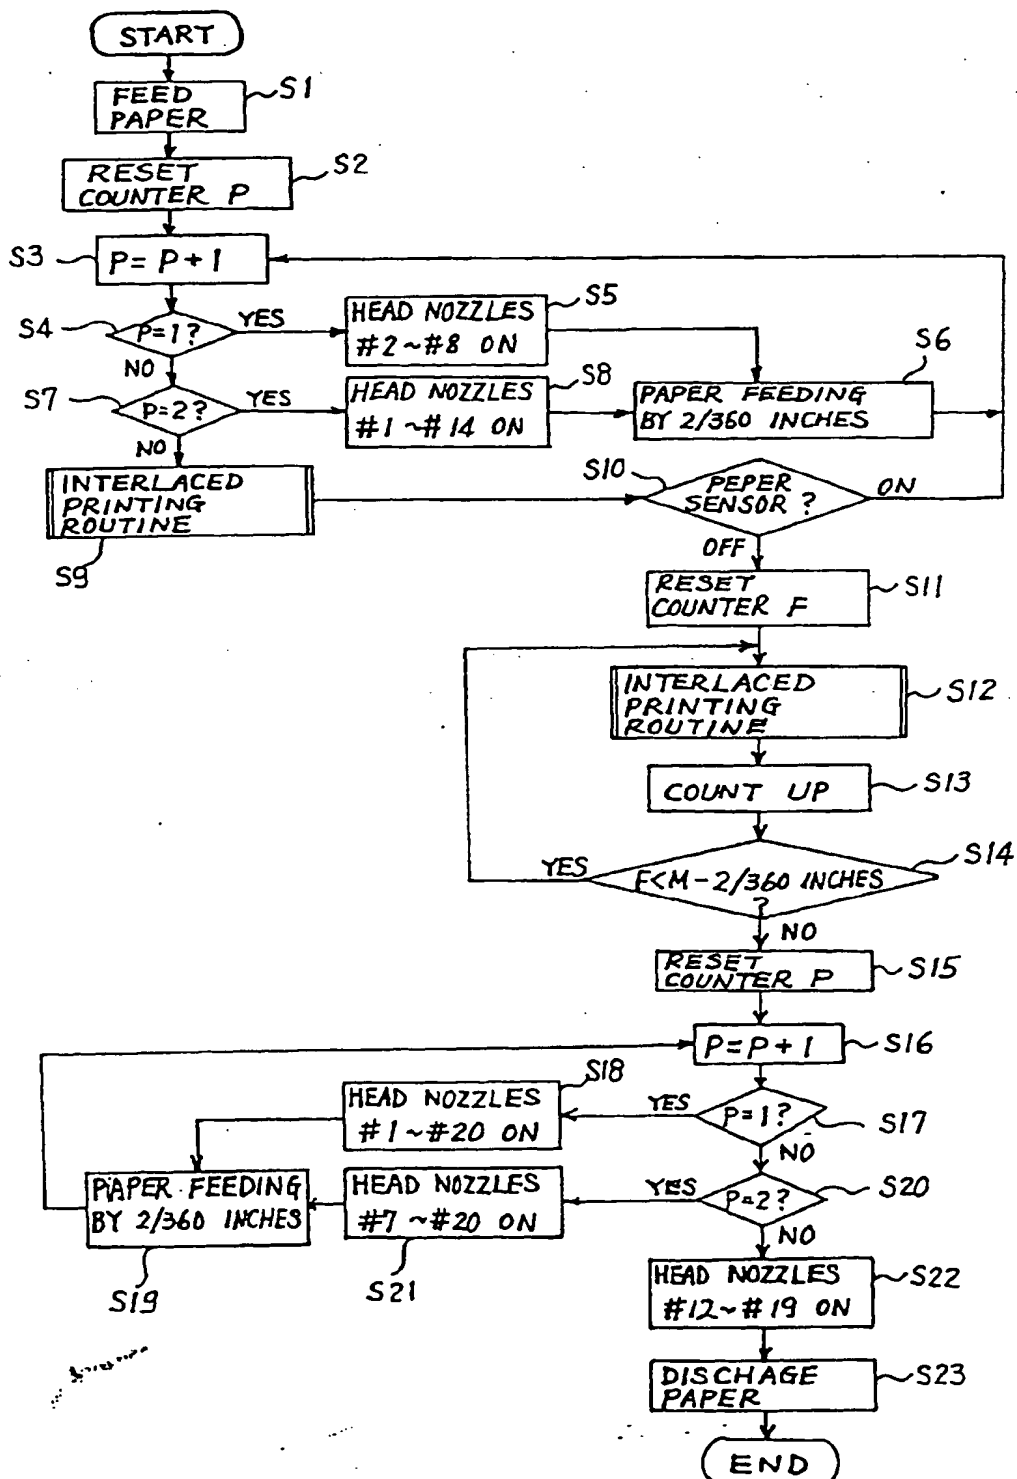 START
FEED
PAPER
S1
RESET
COUNTER P
S2
S3
P= P+1
S4
P=1?
YES
NO
HEAD NOZZLES
#2~#8 ON
S5
S7
P=2?
YES
NO
HEAD NOZZLES
#1~#14 ON
S8
PAPER FEEDING
BY 2/360 INCHES
S6
INTERLACED
PRINTING
ROUTINE
S9
S10
PEPER
SENSOR?
ON
OFF
RESET
COUNTER F
S11
INTERLACED
PRINTING
ROUTINE
S12
COUNT UP
S13
F<M-2/360 INCHES
?
S14
YES
NO
RESET
COUNTER P
S15
P=P+1
S16
P=1?
S17
YES
NO
HEAD NOZZLES
#1~#20 ON
S18
PAPER FEEDING
BY 2/360 INCHES
S19
P=2?
S20
YES
NO
HEAD NOZZLES
#7~#20 ON
S21
HEAD NOZZLES
#12~#19 ON
S22
DISCHAGE
PAPER
S23
END